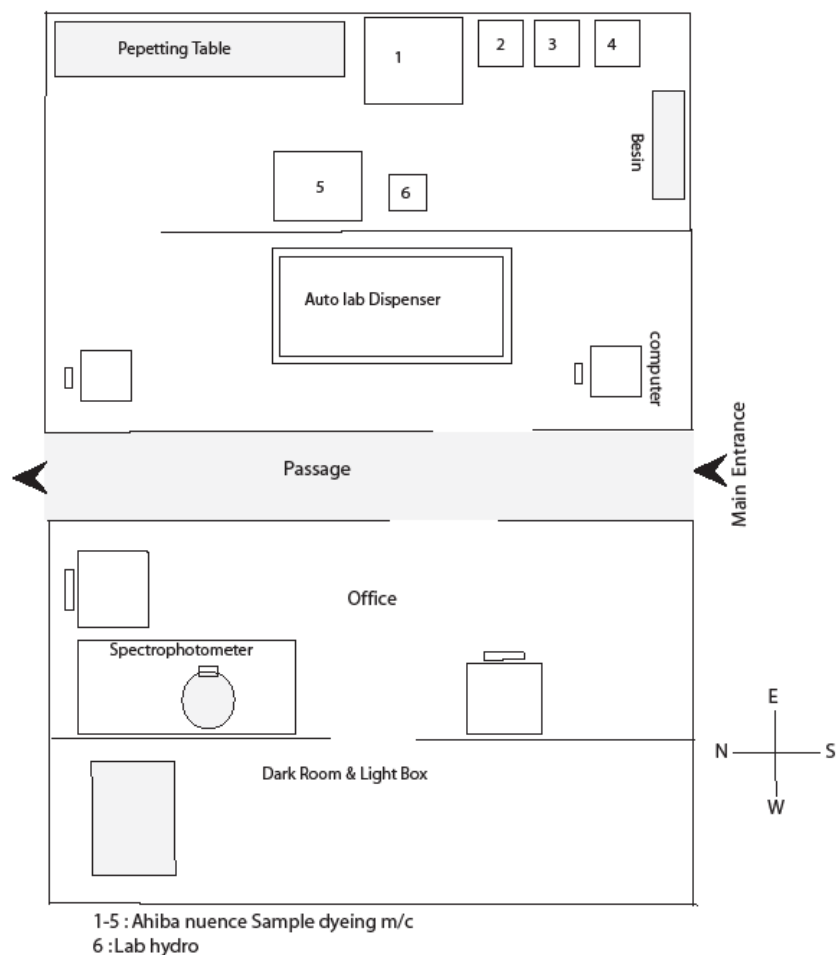 Pepetting Table
1
2
3
4
Besin
5
6
Auto lab Dispenser
computer
Passage
Main Entrance
Office
Spectrophotometer
E
N
S
W
Dark Room & Light Box
1-5 : Ahiba nuence Sample dyeing m/c
6 : Lab hydro